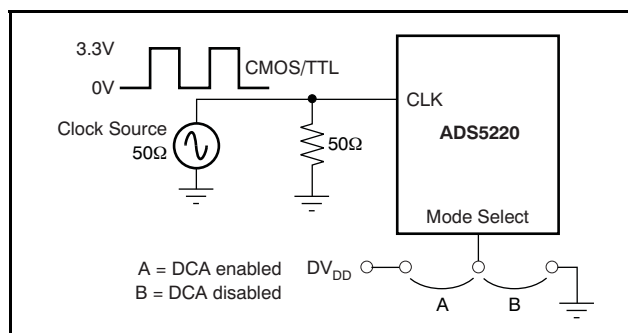 3.3V
CMOS/TTL
0V
CLK
Clock Source
50Ω
50Ω
ADS5220
Mode Select
A = DCA enabled
B = DCA disabled
DVDD
A
B